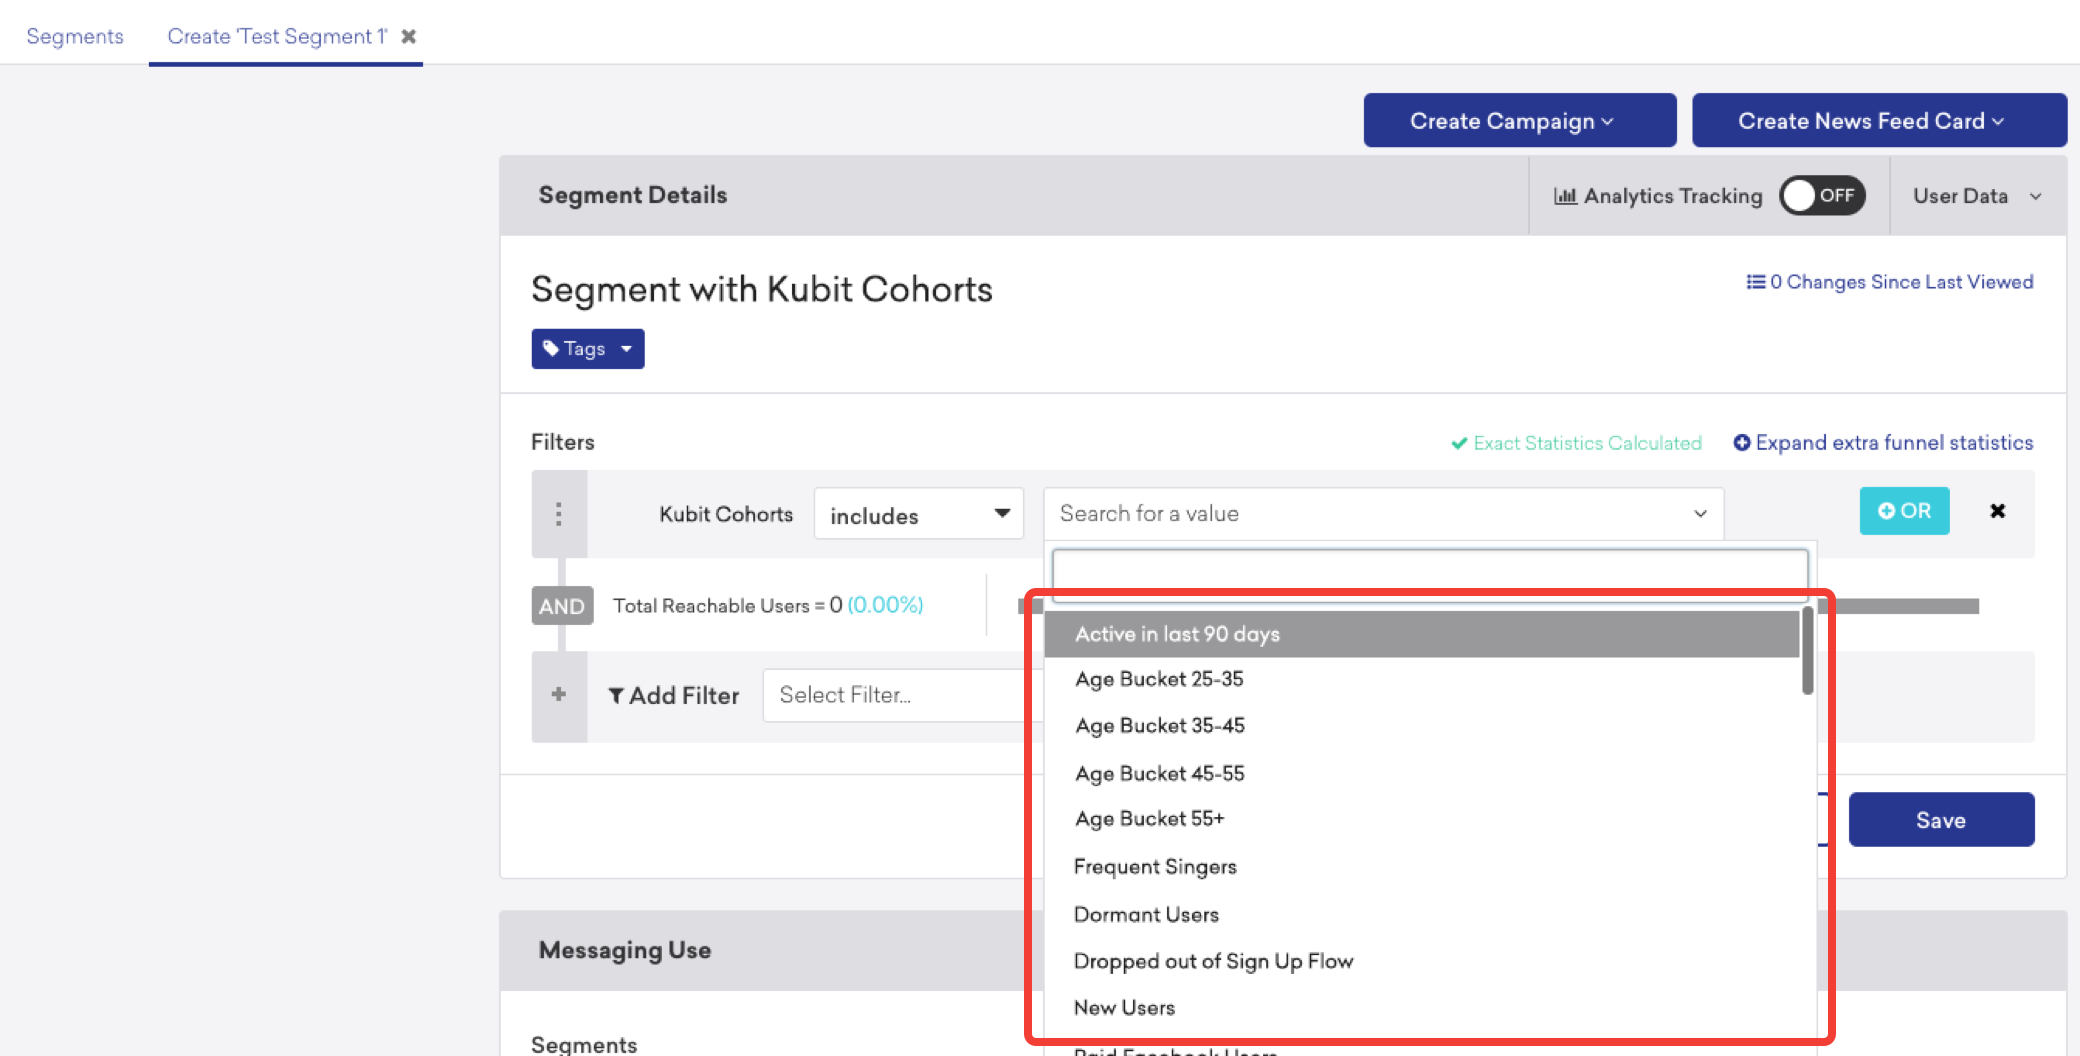 Segments
Create 'Test Segment 1'
Create Campaign
Create News Feed Card
Segment Details
Analytics Tracking
OFF
User Data
Segment with Kubit Cohorts
0 Changes Since Last Viewed
Tags
Filters
Exact Statistics Calculated
Expand extra funnel statistics
Kubit Cohorts
includes
Search for a value
OR
AND
Total Reachable Users = 0 (0.00%)
Add Filter
Select Filter...
Active in last 90 days
Age Bucket 25-35
Age Bucket 35-45
Age Bucket 45-55
Age Bucket 55+
Frequent Singers
Dormant Users
Dropped out of Sign Up Flow
New Users
Paid Facebook Users
Save
Messaging Use
Segments